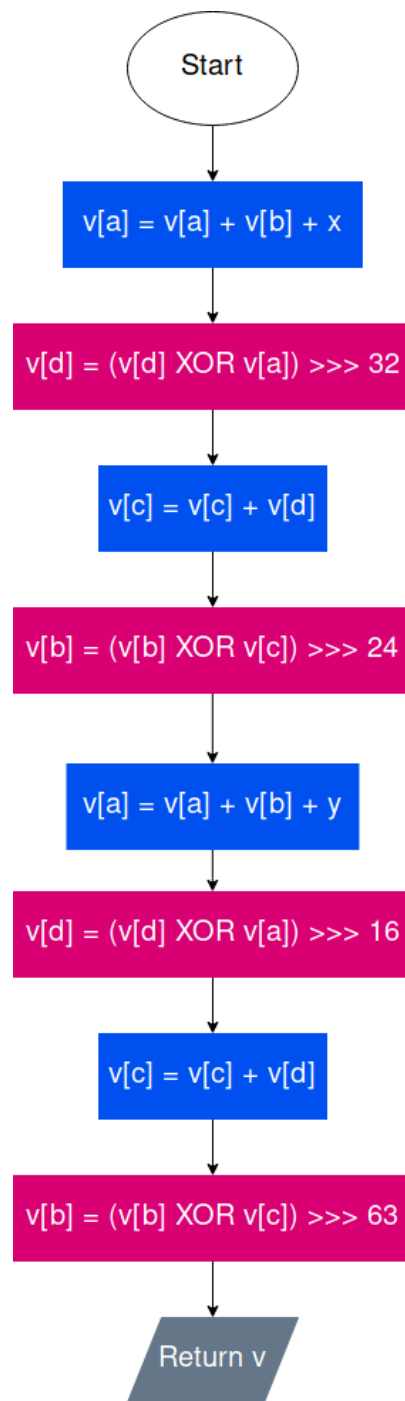 Start
v[a] = v[a] + v[b] + x
v[d] = (v[d] XOR v[a]) >>> 32
v[c] = v[c] + v[d]
v[b] = (v[b] XOR v[c]) >>> 24
v[a] = v[a] + v[b] + y
v[d] = (v[d] XOR v[a]) >>> 16
v[c] = v[c] + v[d]
v[b] = (v[b] XOR v[c]) >>> 63
Return v